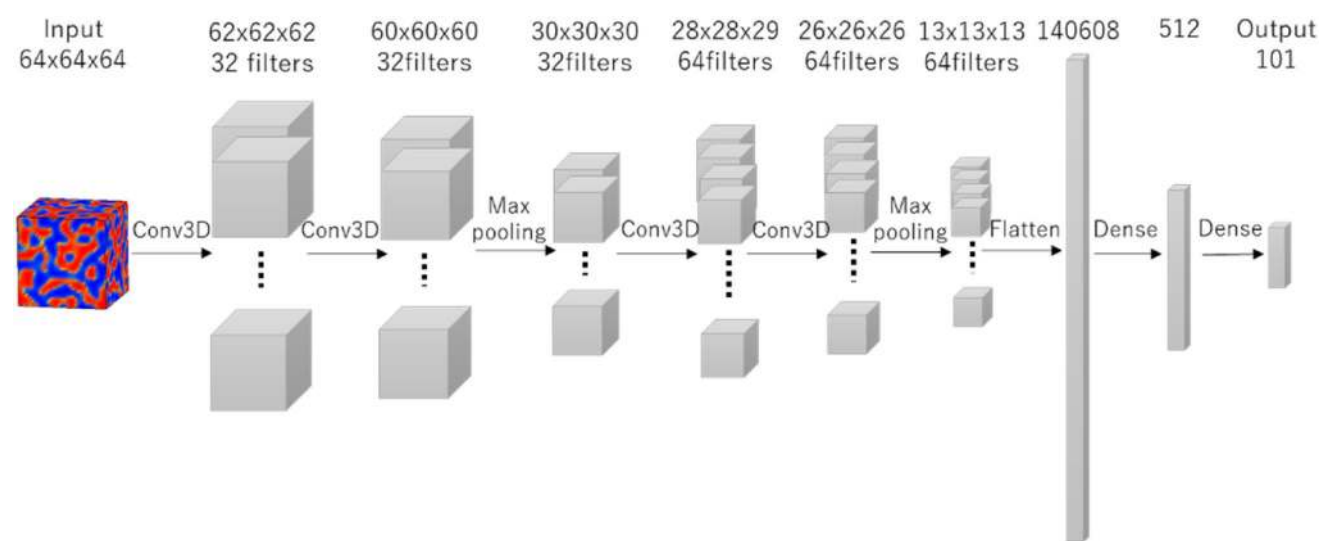 Input
64x64x64
62x62x62
32 filters
60x60x60
32filters
30x30x30
32filters
28x28x29
64filters
26x26x26
64filters
13x13x13
64filters
140608
512
Output
101
Conv3D
Conv3D
Max
pooling
Conv3D
Conv3D
Max
pooling
Flatten
Dense
Dense